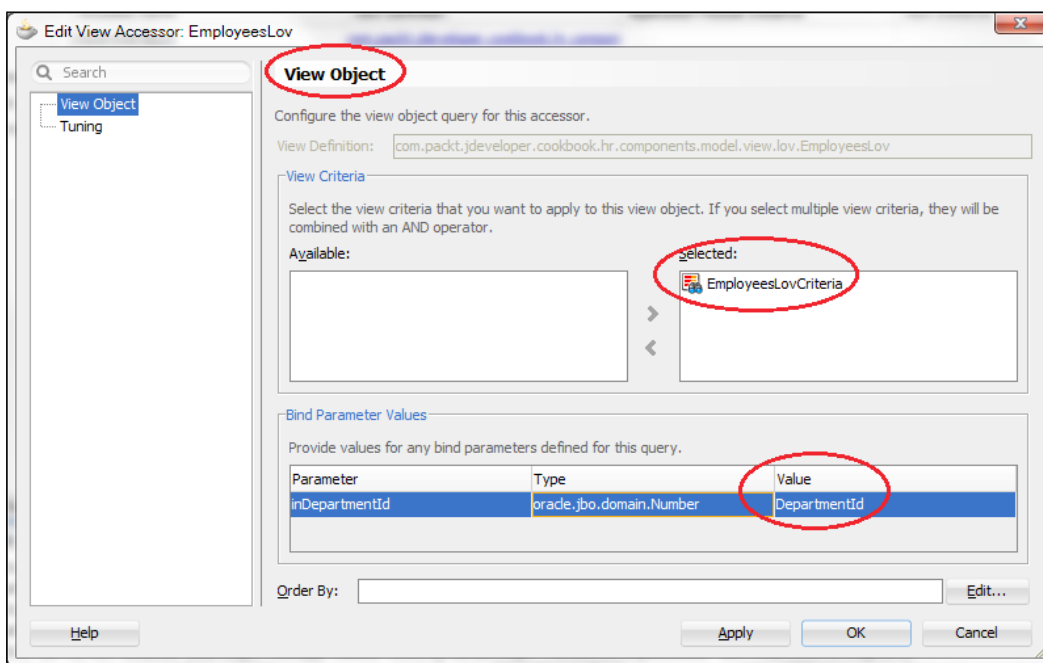 Edit View Accessor: EmployeesLov
Search
View Object
Tuning
View Object
Configure the view object query for this accessor.
View Definition: com.packt.jdeveloper.cookbook.hr.components.model.view.lov.EmployeesLov
View Criteria
Select the view criteria that you want to apply to this view object. If you select multiple view criteria, they will be
combined with an AND operator.
Available: Selected:
EmployeesLovCriteria
Bind Parameter Values
Provide values for any bind parameters defined for this query.
Parameter Type Value
inDepartmentId oracle.jbo.domain.Number DepartmentId
Order By: Edit...
Help Apply OK Cancel